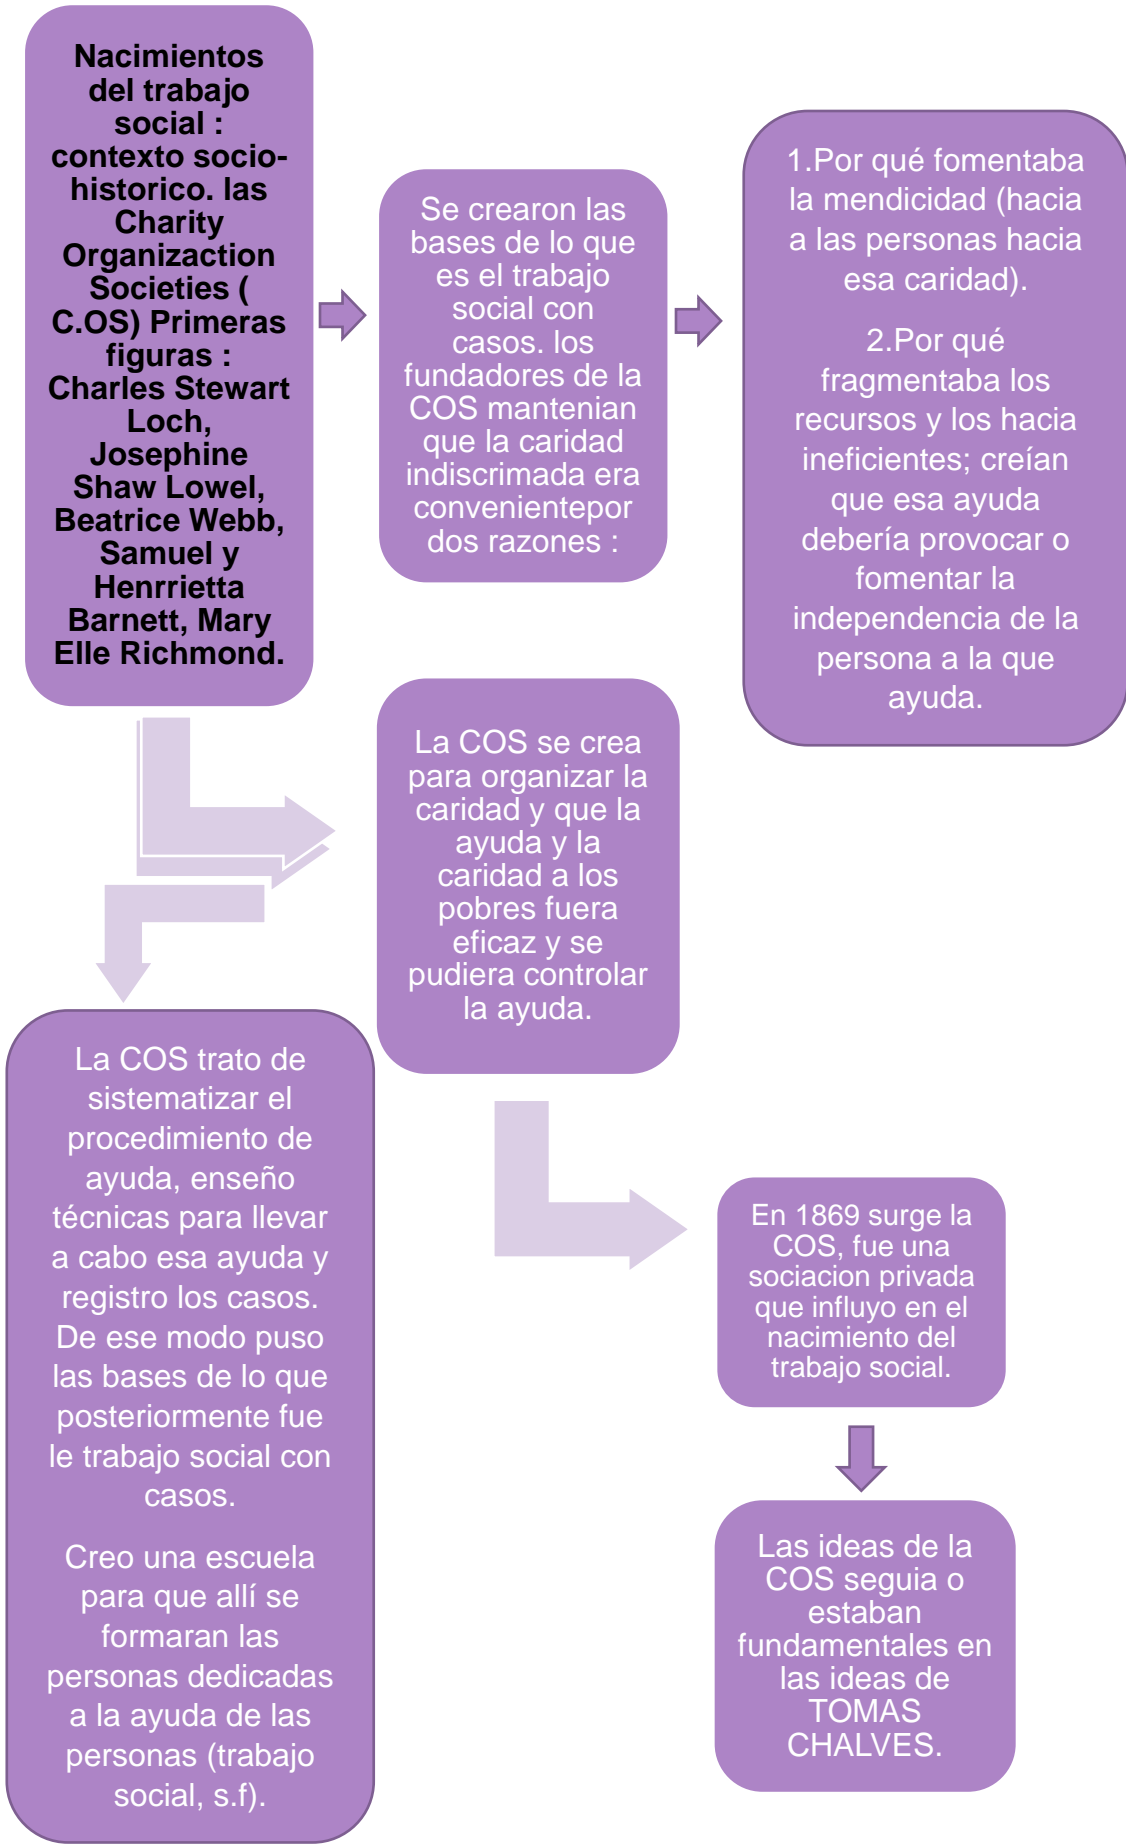 Nacimientos
del trabajo
social :
contexto socio-
historico. las
Charity
Organizaction
Societies (
C.OS) Primeras
figuras :
Charles Stewart
Loch,
Josephine
Shaw Lowel,
Beatrice Webb,
Samuel y
Henrrietta
Barnett, Mary
Elle Richmond.
Se crearon las
bases de lo que
es el trabajo
social con
casos. los
fundadores de la
COS mantenian
que la caridad
indiscrimada era
convenientepor
dos razones :
1.Por qué fomentaba
la mendicidad (hacia
a las personas hacia
esa caridad).
2.Por qué
fragmentaba los
recursos y los hacia
ineficientes; creían
que esa ayuda
debería provocar o
fomentar la
independencia de la
persona a la que
ayuda.
La COS se crea
para organizar la
caridad y que la
ayuda y la
caridad a los
pobres fuera
eficaz y se
pudiera controlar
la ayuda.
La COS trato de
sistematizar el
procedimiento de
ayuda, enseño
técnicas para llevar
a cabo esa ayuda y
registro los casos.
De ese modo puso
las bases de lo que
posteriormente fue
le trabajo social con
casos.
Creo una escuela
para que allí se
formaran las
personas dedicadas
a la ayuda de las
personas (trabajo
social, s.f).
En 1869 surge la
COS, fue una
sociacion privada
que influyo en el
nacimiento del
trabajo social.
Las ideas de la
COS seguia o
estaban
fundamentales en
las ideas de
TOMAS
CHALVES.